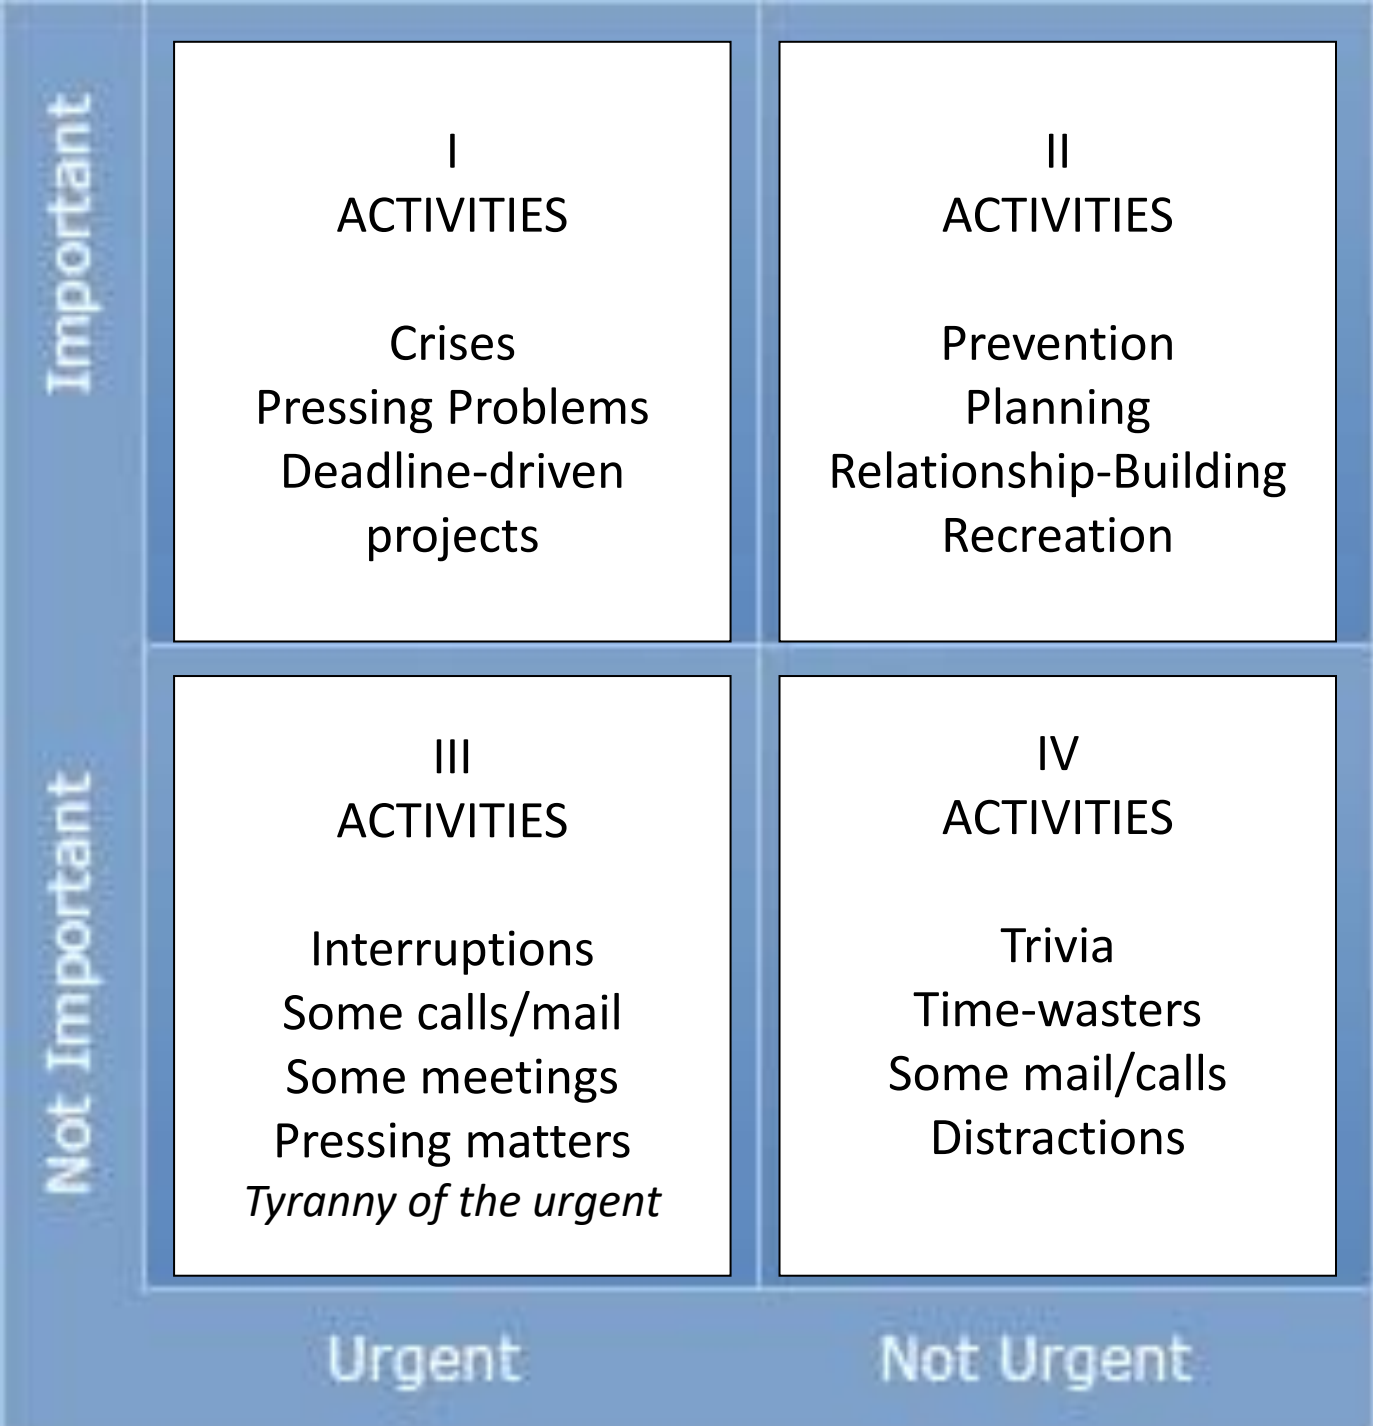 Important
I
ACTIVITIES
Crises
Pressing Problems
Deadline-driven
projects
II
ACTIVITIES
Prevention
Planning
Relationship-Building
Recreation
Not Important
III
ACTIVITIES
Interruptions
Some calls/mail
Some meetings
Pressing matters
Tyranny of the urgent
IV
ACTIVITIES
Trivia
Time-wasters
Some mail/calls
Distractions
Urgent
Not Urgent